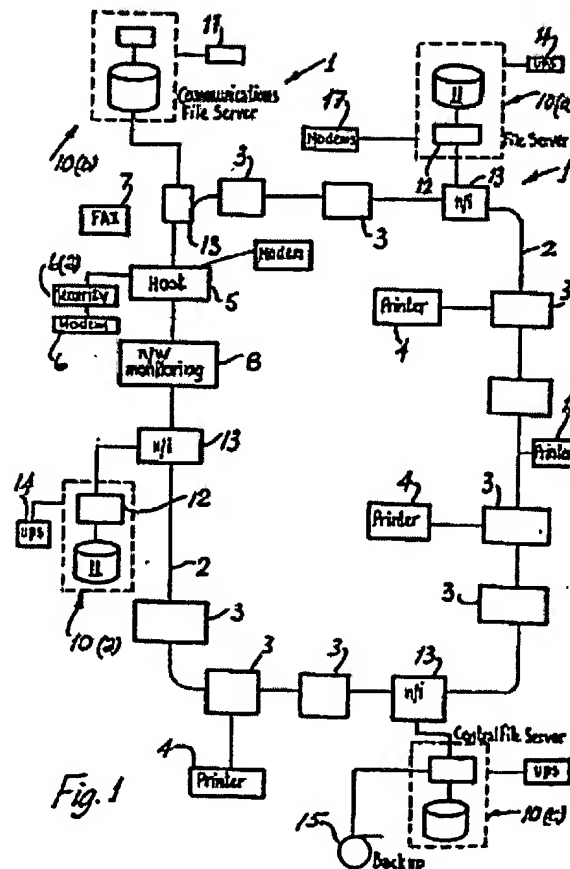 11
1
14
ups
11
10(a)
Communications
File Server
17
Modems
12
File Server
10(b)
3
3
13
n/i
1
7
FAX
13
2
6(a)
Security
Modem
6
Host
5
Modem
3
Printer
4
n/w
monitoring
8
n/i
13
Printer
4
Printer
3
14
ups
12
11
2
3
10(a)
3
3
3
13
n/i
Central File Server
4
Printer
ups
10(c)
15
Backup
Fig. 1